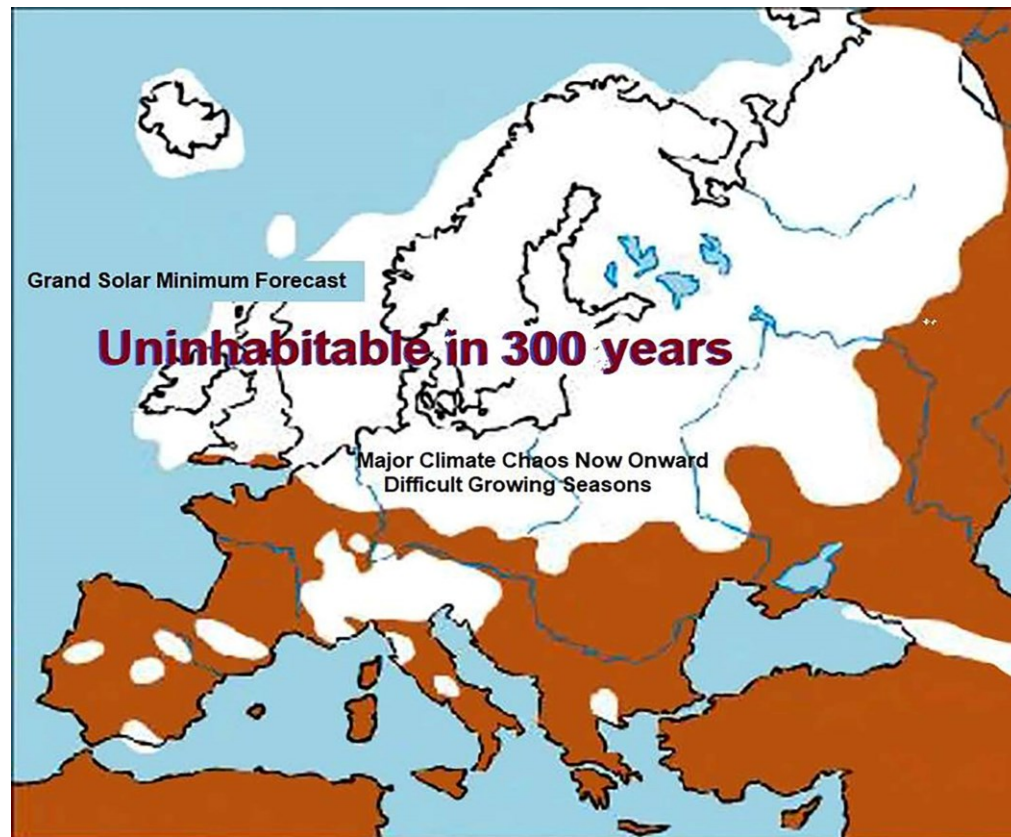 Grand Solar Minimum Forecast
Uninhabitable in 300 years
Major Climate Chaos Now Onward
Difficult Growing Seasons